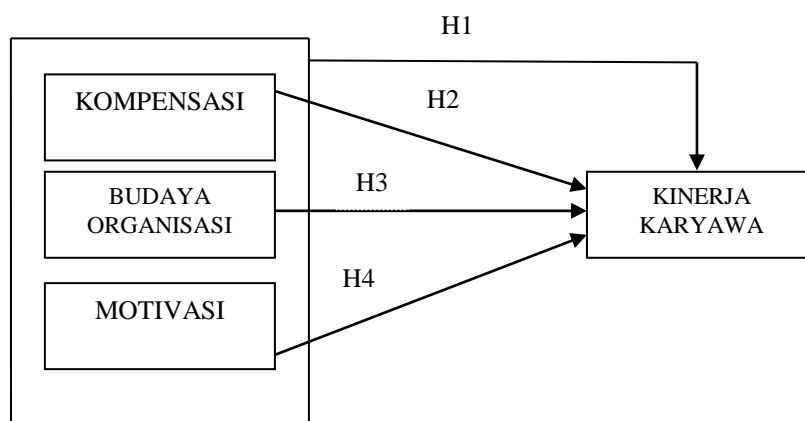 H1
KOMPENSASI
H2
BUDAYA
ORGANISASI
H3
KINERJA
KARYAWA
H4
MOTIVASI